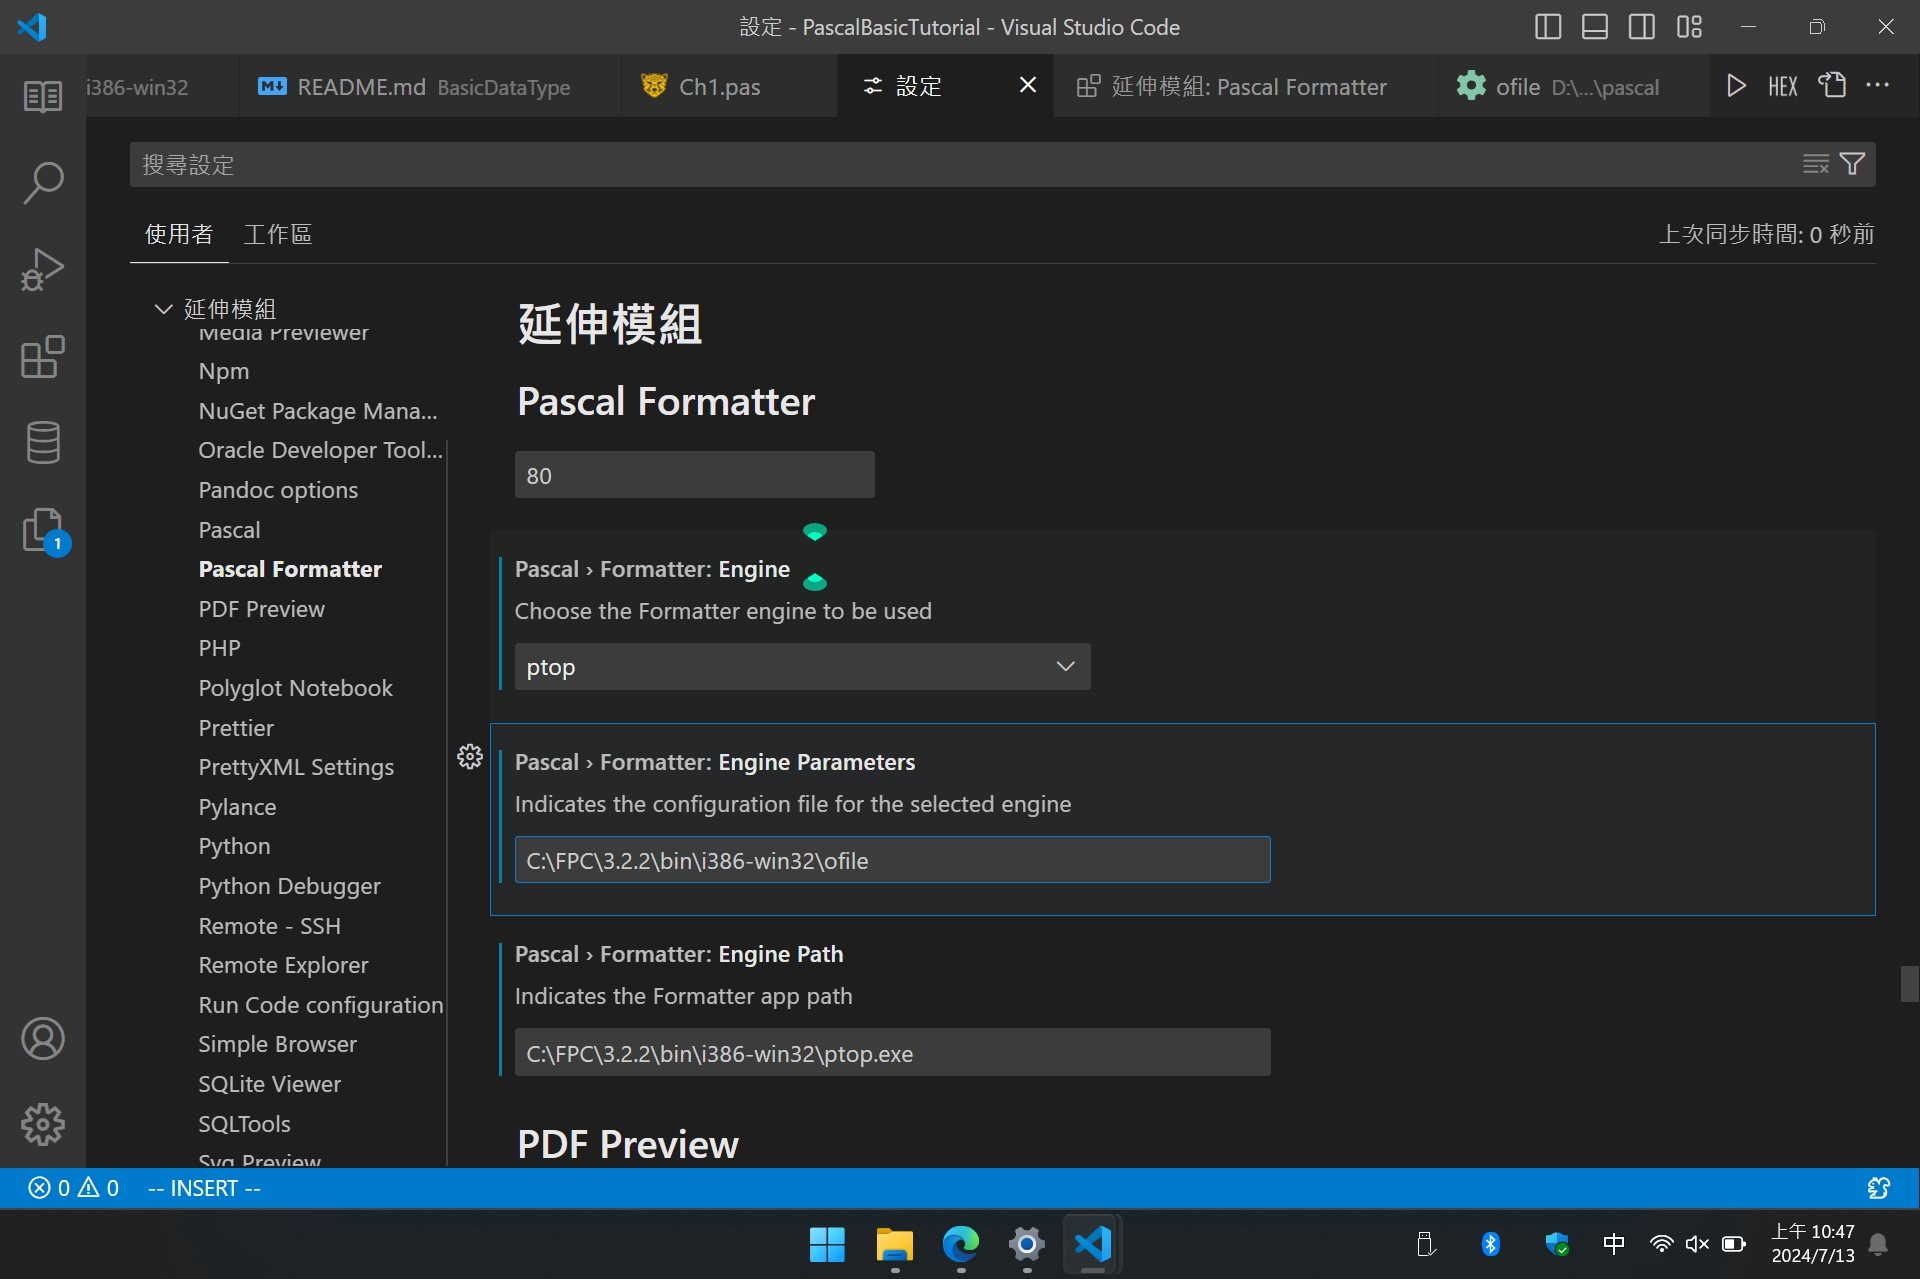 設定 - PascalBasicTutorial - Visual Studio Code
i386-win32
README.md BasicDataType
Ch1.pas
設定
延伸模組: Pascal Formatter
ofile D:\...\pascal
HEX
搜尋設定
使用者
工作區
上次同步時間: 0 秒前
延伸模組
Media Previewer
Npm
NuGet Package Mana...
Oracle Developer Tool...
Pandoc options
Pascal
Pascal Formatter
PDF Preview
PHP
Polyglot Notebook
Prettier
PrettyXML Settings
Pylance
Python
Python Debugger
Remote - SSH
Remote Explorer
Run Code configuration
Simple Browser
SQLite Viewer
SQLTools
Svg Preview
延伸模組
Pascal Formatter
80
Pascal › Formatter: Engine
Choose the Formatter engine to be used
ptop
Pascal › Formatter: Engine Parameters
Indicates the configuration file for the selected engine
C:\FPC\3.2.2\bin\i386-win32\ofile
Pascal › Formatter: Engine Path
Indicates the Formatter app path
C:\FPC\3.2.2\bin\i386-win32\ptop.exe
PDF Preview
1
0 0 -- INSERT --
中
上午 10:47
2024/7/13